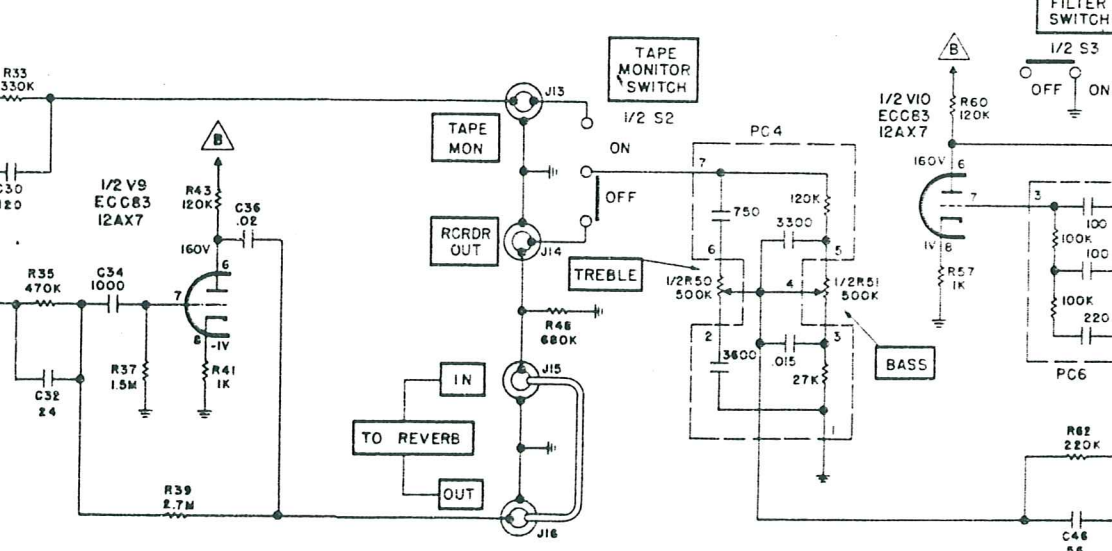 FILTER
SWITCH
1/2 S3
OFF
ON
R33
330K
C30
120
J13
TAPE
MONITOR
SWITCH
1/2 S2
TAPE
MON
ON
OFF
RCRDR
OUT
J14
1/2 V9
ECC83
12AX7
B
R43
120K
C36
.02
160V
6
7
8
-1V
R35
470K
C34
1000
R37
1.5M
R41
1K
C32
24
R39
2.7M
R48
680K
J15
IN
TO REVERB
OUT
J16
PC4
7
750
120K
3300
6
5
TREBLE
1/2R50
500K
4
1/2R51
500K
2
3
3600
.015
27K
1
BASS
B
1/2 V10
ECC83
12AX7
R60
120K
160V
6
7
1V
8
R57
1K
3
100
100K
100
100K
220
PC6
R62
220K
C46
56